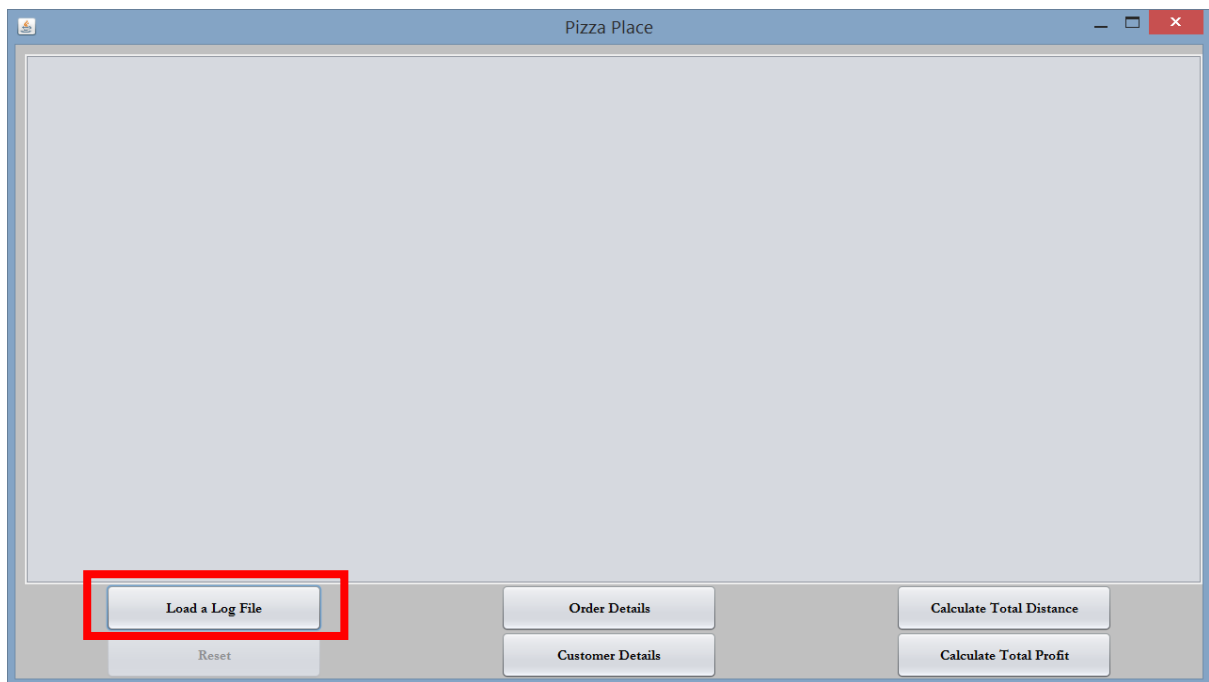 Pizza Place
Load a Log File
Order Details
Calculate Total Distance
Reset
Customer Details
Calculate Total Profit